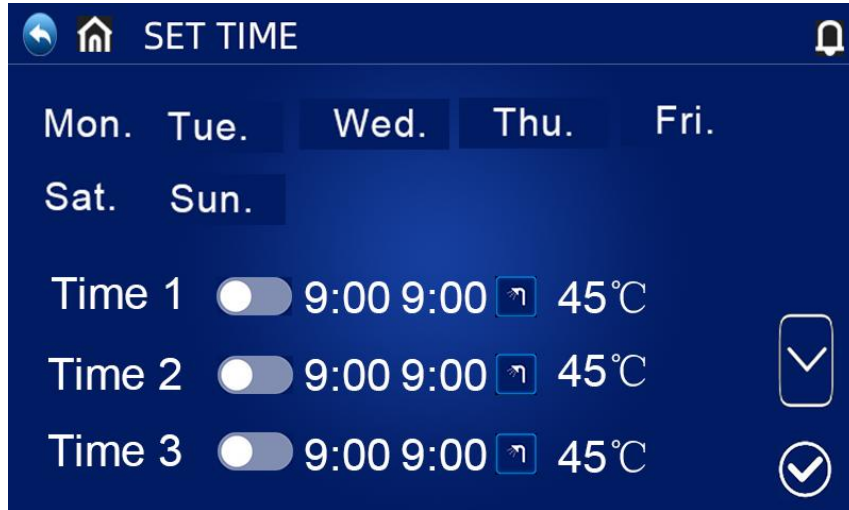 SET TIME
Mon. Tue. Wed. Thu. Fri.
Sat. Sun.
Time 1 9:00 9:00 45℃
Time 2 9:00 9:00 45℃
Time 3 9:00 9:00 45℃